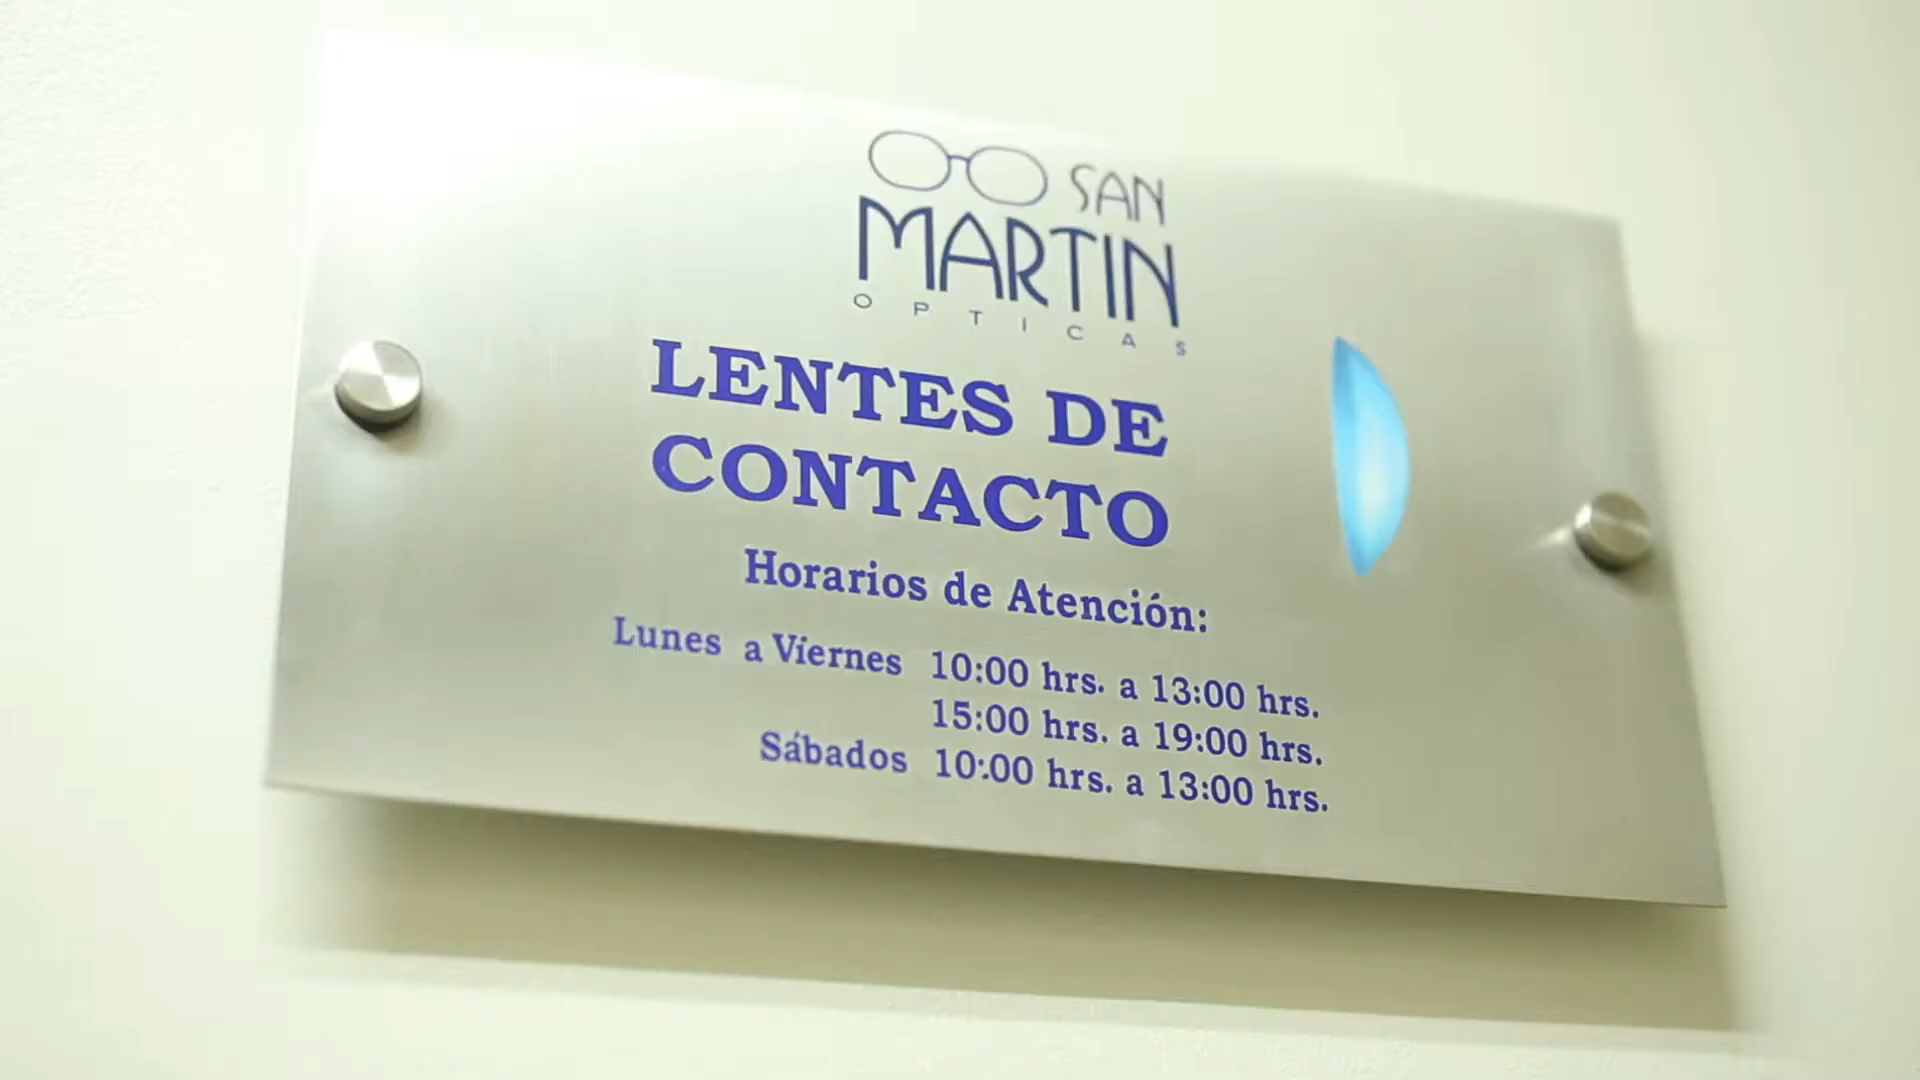 SAN
MARTIN
OPTICAS
LENTES DE
CONTACTO
Horarios de Atención:
Lunes a Viernes 10:00 hrs. a 13:00 hrs.
15:00 hrs. a 19:00 hrs.
Sábados 10:00 hrs. a 13:00 hrs.